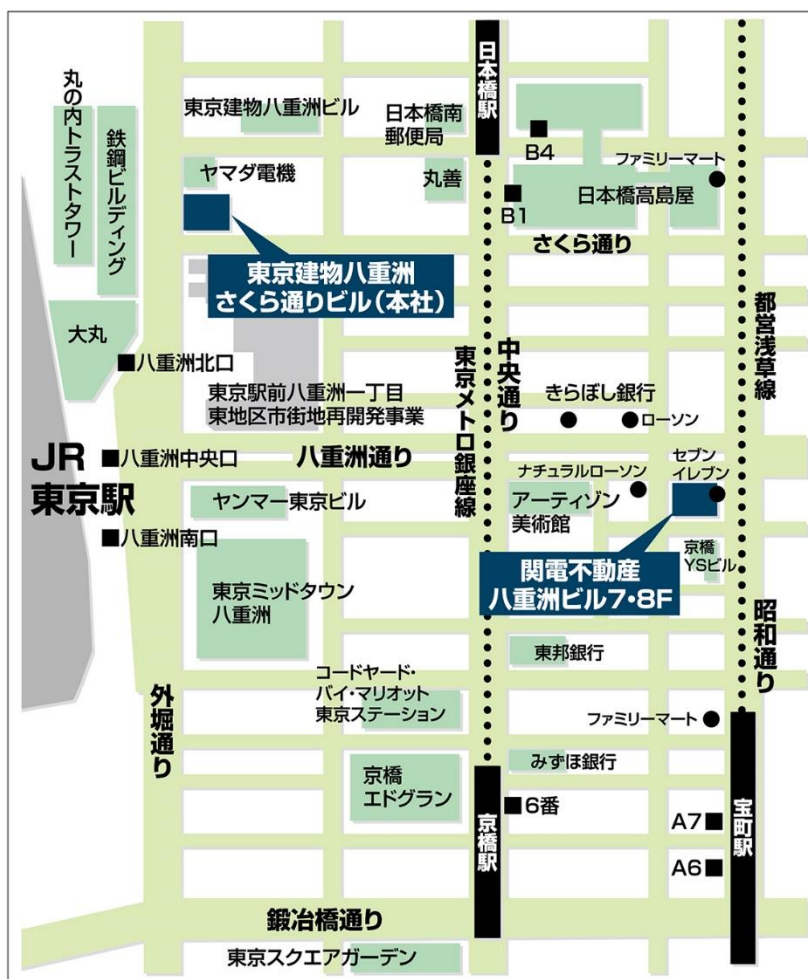 日本橋駅
丸の内トラストタワー
鉄鋼ビルディング
東京建物八重洲ビル
日本橋南
郵便局
B4
ファミリーマート
ヤマダ電機
丸善
B1
日本橋高島屋
さくら通り
東京建物八重洲
さくら通りビル(本社)
都営浅草線
大丸
■八重洲北口
東京メトロ銀座線
中央通り
東京駅前八重洲一丁目
東地区市街地再開発事業
きらぼし銀行
ローソン
JR
東京駅
■八重洲中央口
八重洲通り
ナチュラルローソン
セブン
イレブン
ヤンマー東京ビル
アーティゾン
美術館
■八重洲南口
関電不動産
八重洲ビル7・8F
京橋
YSビル
東京ミッドタウン
八重洲
昭和通り
東邦銀行
コードヤード・
バイ・マリオット
東京ステーション
外堀通り
ファミリーマート
みずほ銀行
京橋
エドグラン
京橋駅
■6番
宝町駅
A7■
A6■
鍛冶橋通り
東京スクエアガーデン